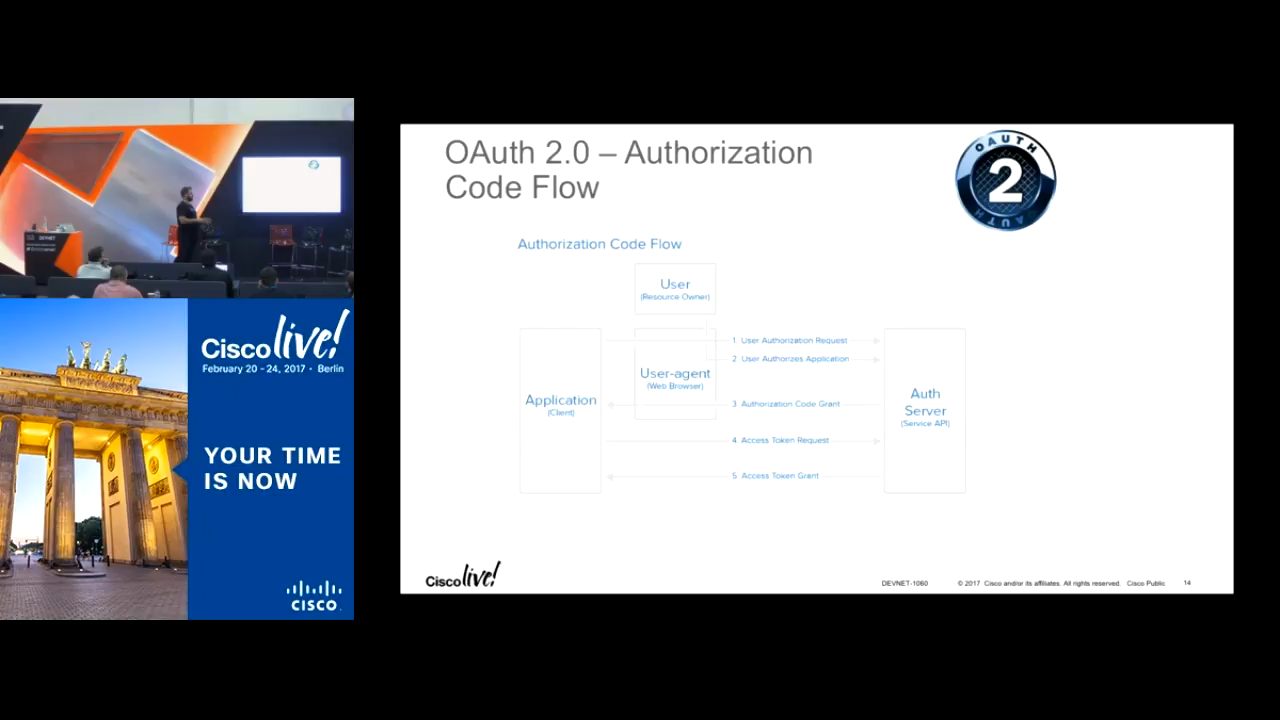 Cisco live!
February 20 - 24, 2017 · Berlin
YOUR TIME
IS NOW
CISCO
OAuth 2.0 – Authorization
Code Flow
OAUTH
2
AUTH
Authorization Code Flow
User
(Resource Owner)
1. User Authorization Request
2 User Authorizes Application
User-agent
(Web Browser)
Application
(Client)
Auth
Server
(Service API)
3. Authorization Code Grant
4. Access Token Request
5 Access Token Grant
Cisco live!
DEVNET-1060 © 2017 Cisco and/or its affiliates. All rights reserved. Cisco Public 14